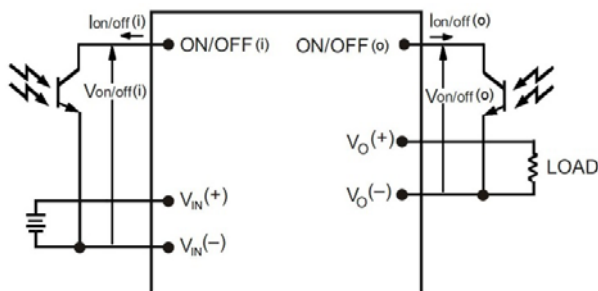 Ion/off(i)
Ion/off(o)
ON/OFF(i)
ON/OFF(o)
Von/off(i)
Von/off(o)
VO(+)
LOAD
VIN(+)
VO(−)
VIN(−)